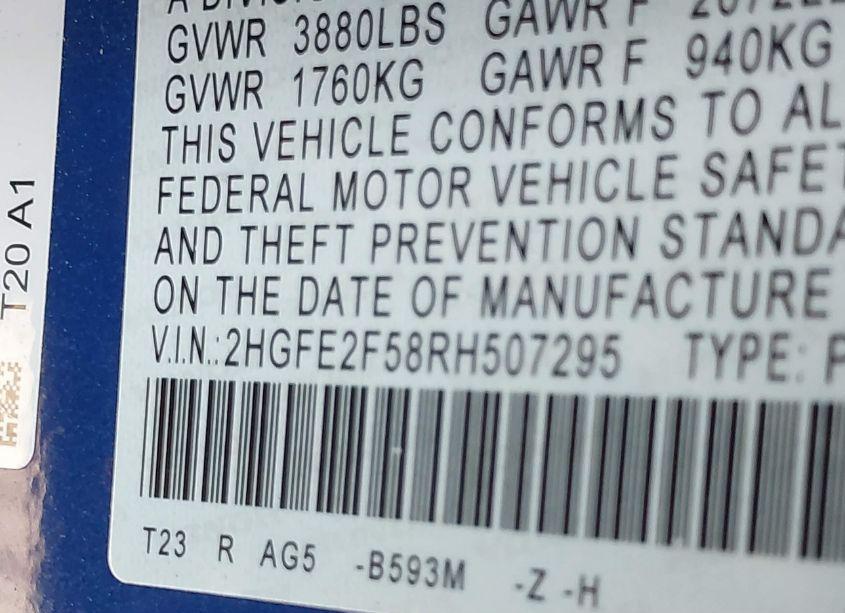 GVWR 3880LBS GAWR F
GVWR 1760KG GAWR F 940KG
THIS VEHICLE CONFORMS TO AL
FEDERAL MOTOR VEHICLE SAFET
AND THEFT PREVENTION STANDA
ON THE DATE OF MANUFACTURE
V.I.N.:2HGFE2F58RH507295 TYPE: P
T23 R AG5 -B593M -Z -H
T20 A1